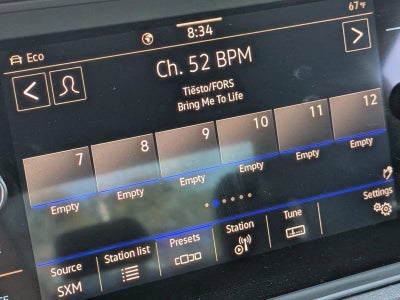 67°F
Eco
8:34
Ch. 52 BPM
Tiësto/FORS
Bring Me To Life
7 8 9 10 11 12
Empty Empty Empty Empty Empty Empty
Settings
Source Station list Presets Station Tune
SXM